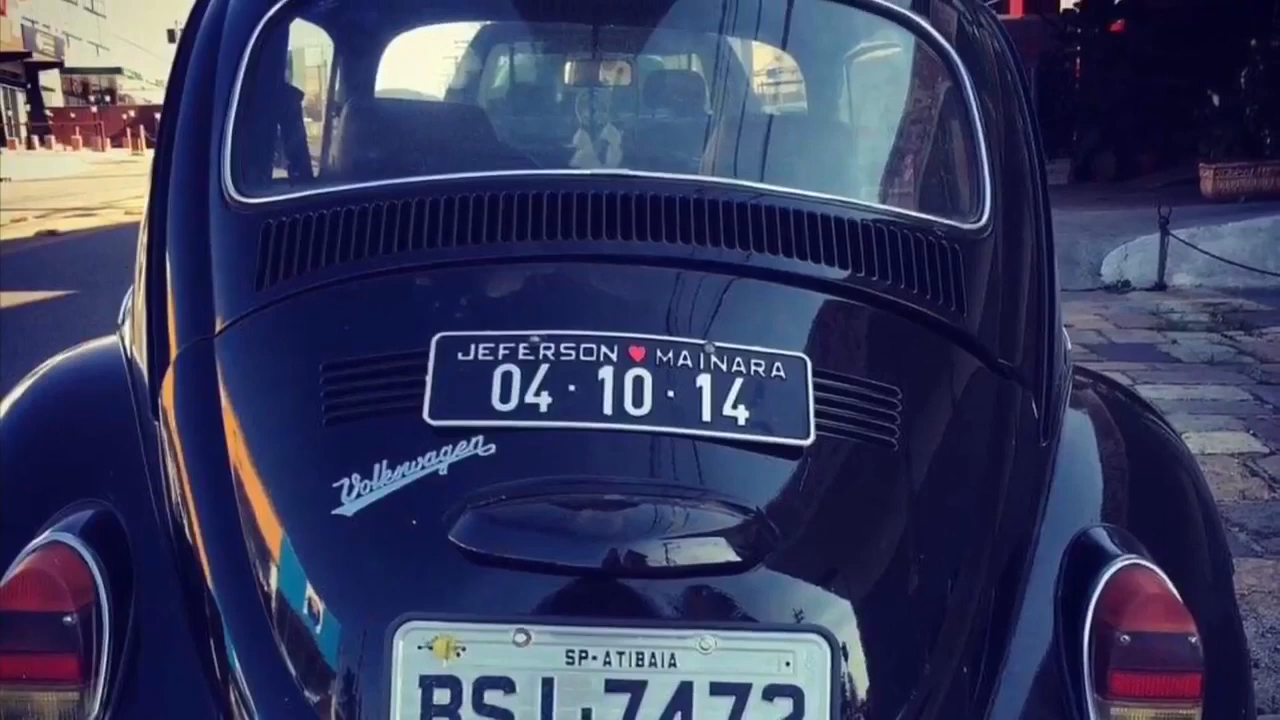 JEFERSON ❤ MAINARA
04 · 10 · 14
Volkswagen
SP-ATIBAIA